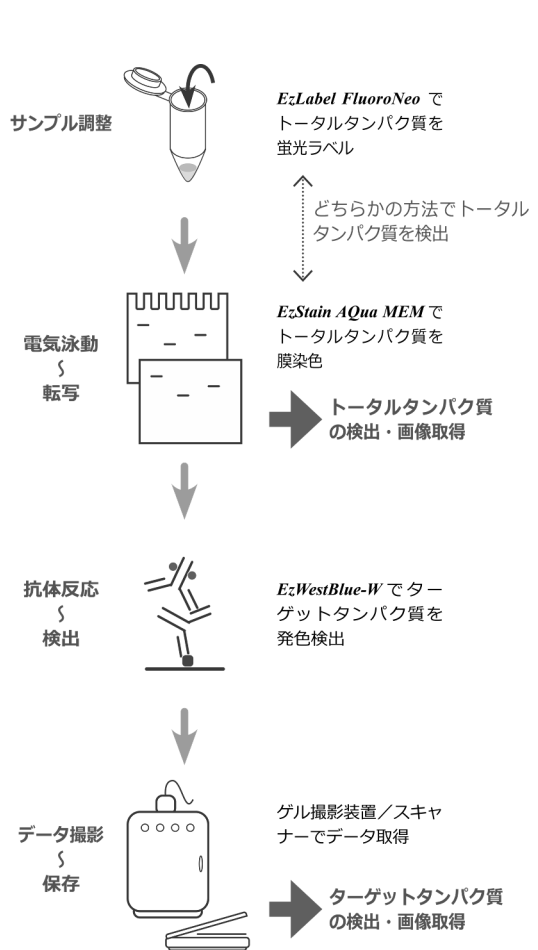 サンプル調整
EzLabel FluoroNeo で
トータルタンパク質を
蛍光ラベル
どちらかの方法でトータル
タンパク質を検出
電気泳動
〜
転写
EzStain AQua MEM で
トータルタンパク質を
膜染色
トータルタンパク質
の検出・画像取得
抗体反応
〜
検出
EzWestBlue-W でター
ゲットタンパク質を
発色検出
データ撮影
〜
保存
ゲル撮影装置／スキャ
ナーでデータ取得
ターゲットタンパク質
の検出・画像取得